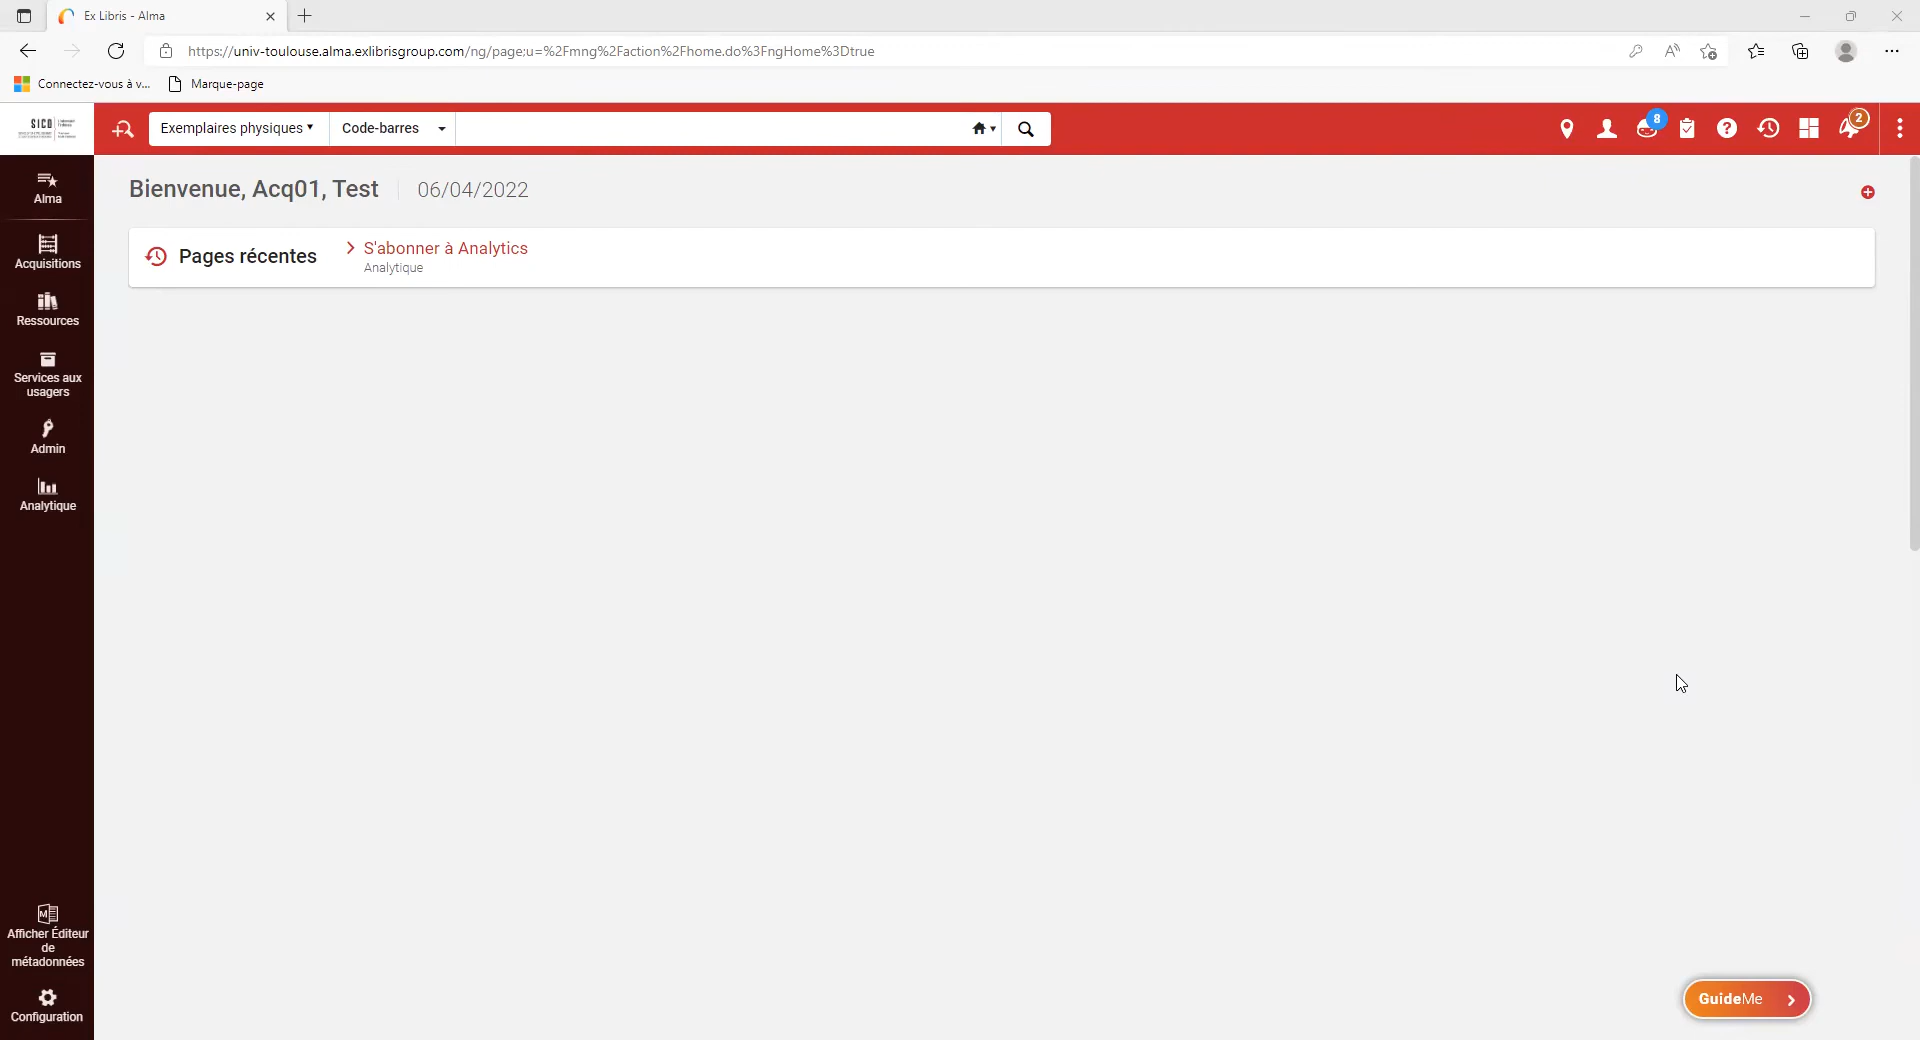 Ex Libris - Alma
https://univ-toulouse.alma.exlibrisgroup.com/ng/page;u=%2Fmng%2Faction%2Fhome.do%3FngHome%3Dtrue
Connectez-vous à v... Marque-page
SICD
Exemplaires physiques Code-barres
8
2
Alma
Acquisitions
Ressources
Services aux
usagers
Admin
Analytique
Afficher Éditeur
de
métadonnées
Configuration
Bienvenue, Acq01, Test 06/04/2022
Pages récentes
S'abonner à Analytics
Analytique
GuideMe